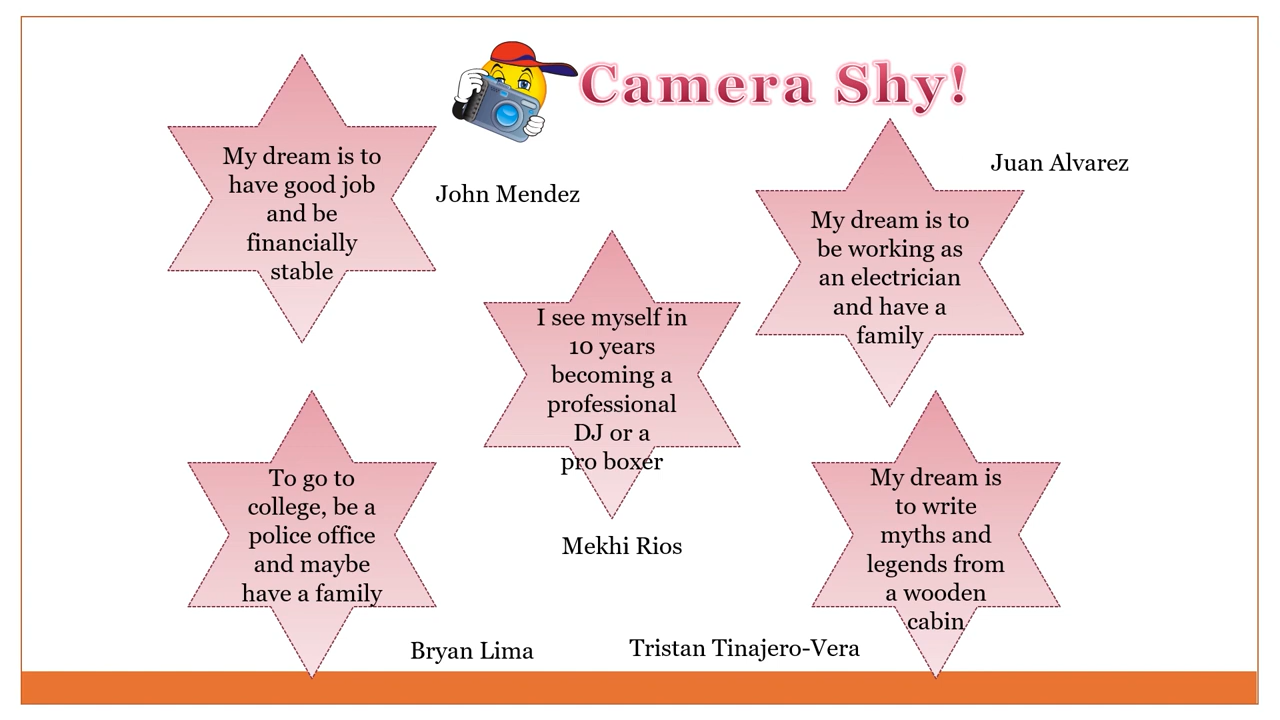 Camera Shy!
My dream is to
have good job
and be
financially
stable
John Mendez
Juan Alvarez
My dream is to
be working as
an electrician
and have a
family
I see myself in
10 years
becoming a
professional
DJ or a
pro boxer
Mekhi Rios
To go to
college, be a
police office
and maybe
have a family
Bryan Lima
My dream is
to write
myths and
legends from
a wooden
cabin
Tristan Tinajero-Vera